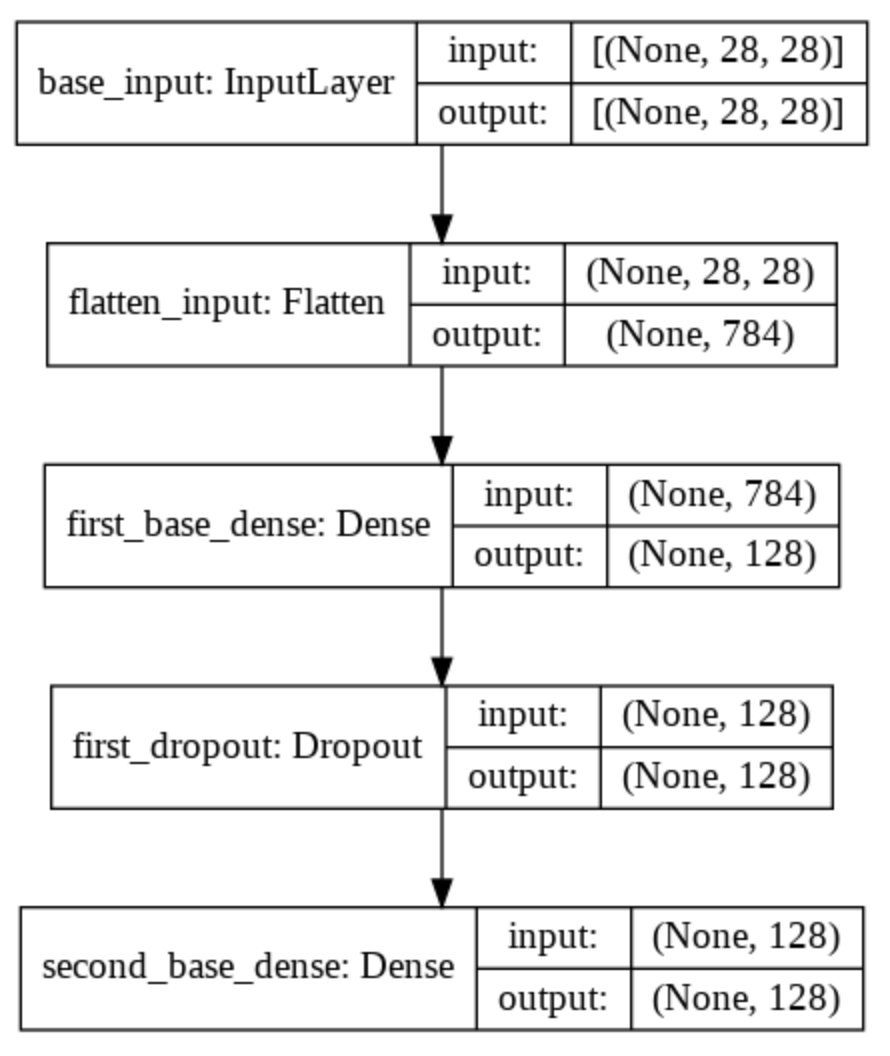 base_input: InputLayer
input:
[(None, 28, 28)]
output:
[(None, 28, 28)]
flatten_input: Flatten
input:
(None, 28, 28)
output:
(None, 784)
first_base_dense: Dense
input:
(None, 784)
output:
(None, 128)
first_dropout: Dropout
input:
(None, 128)
output:
(None, 128)
second_base_dense: Dense
input:
(None, 128)
output:
(None, 128)